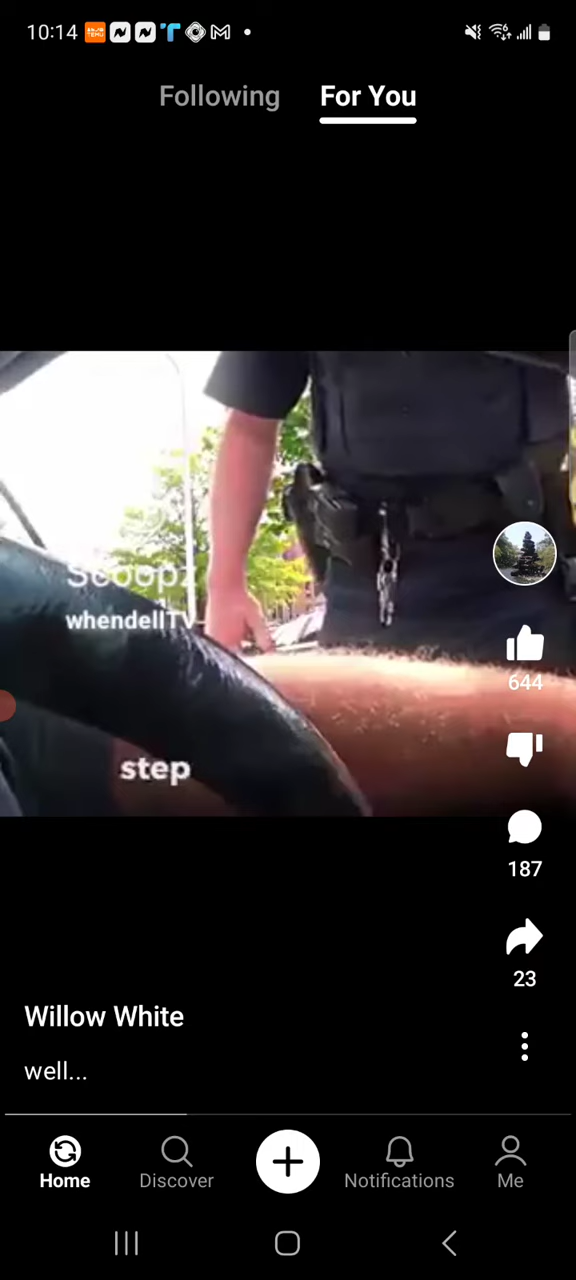 10:14
Following For You
Scoopz
whendellTV
step
644
187
23
Willow White
well...
Home Discover Notifications Me